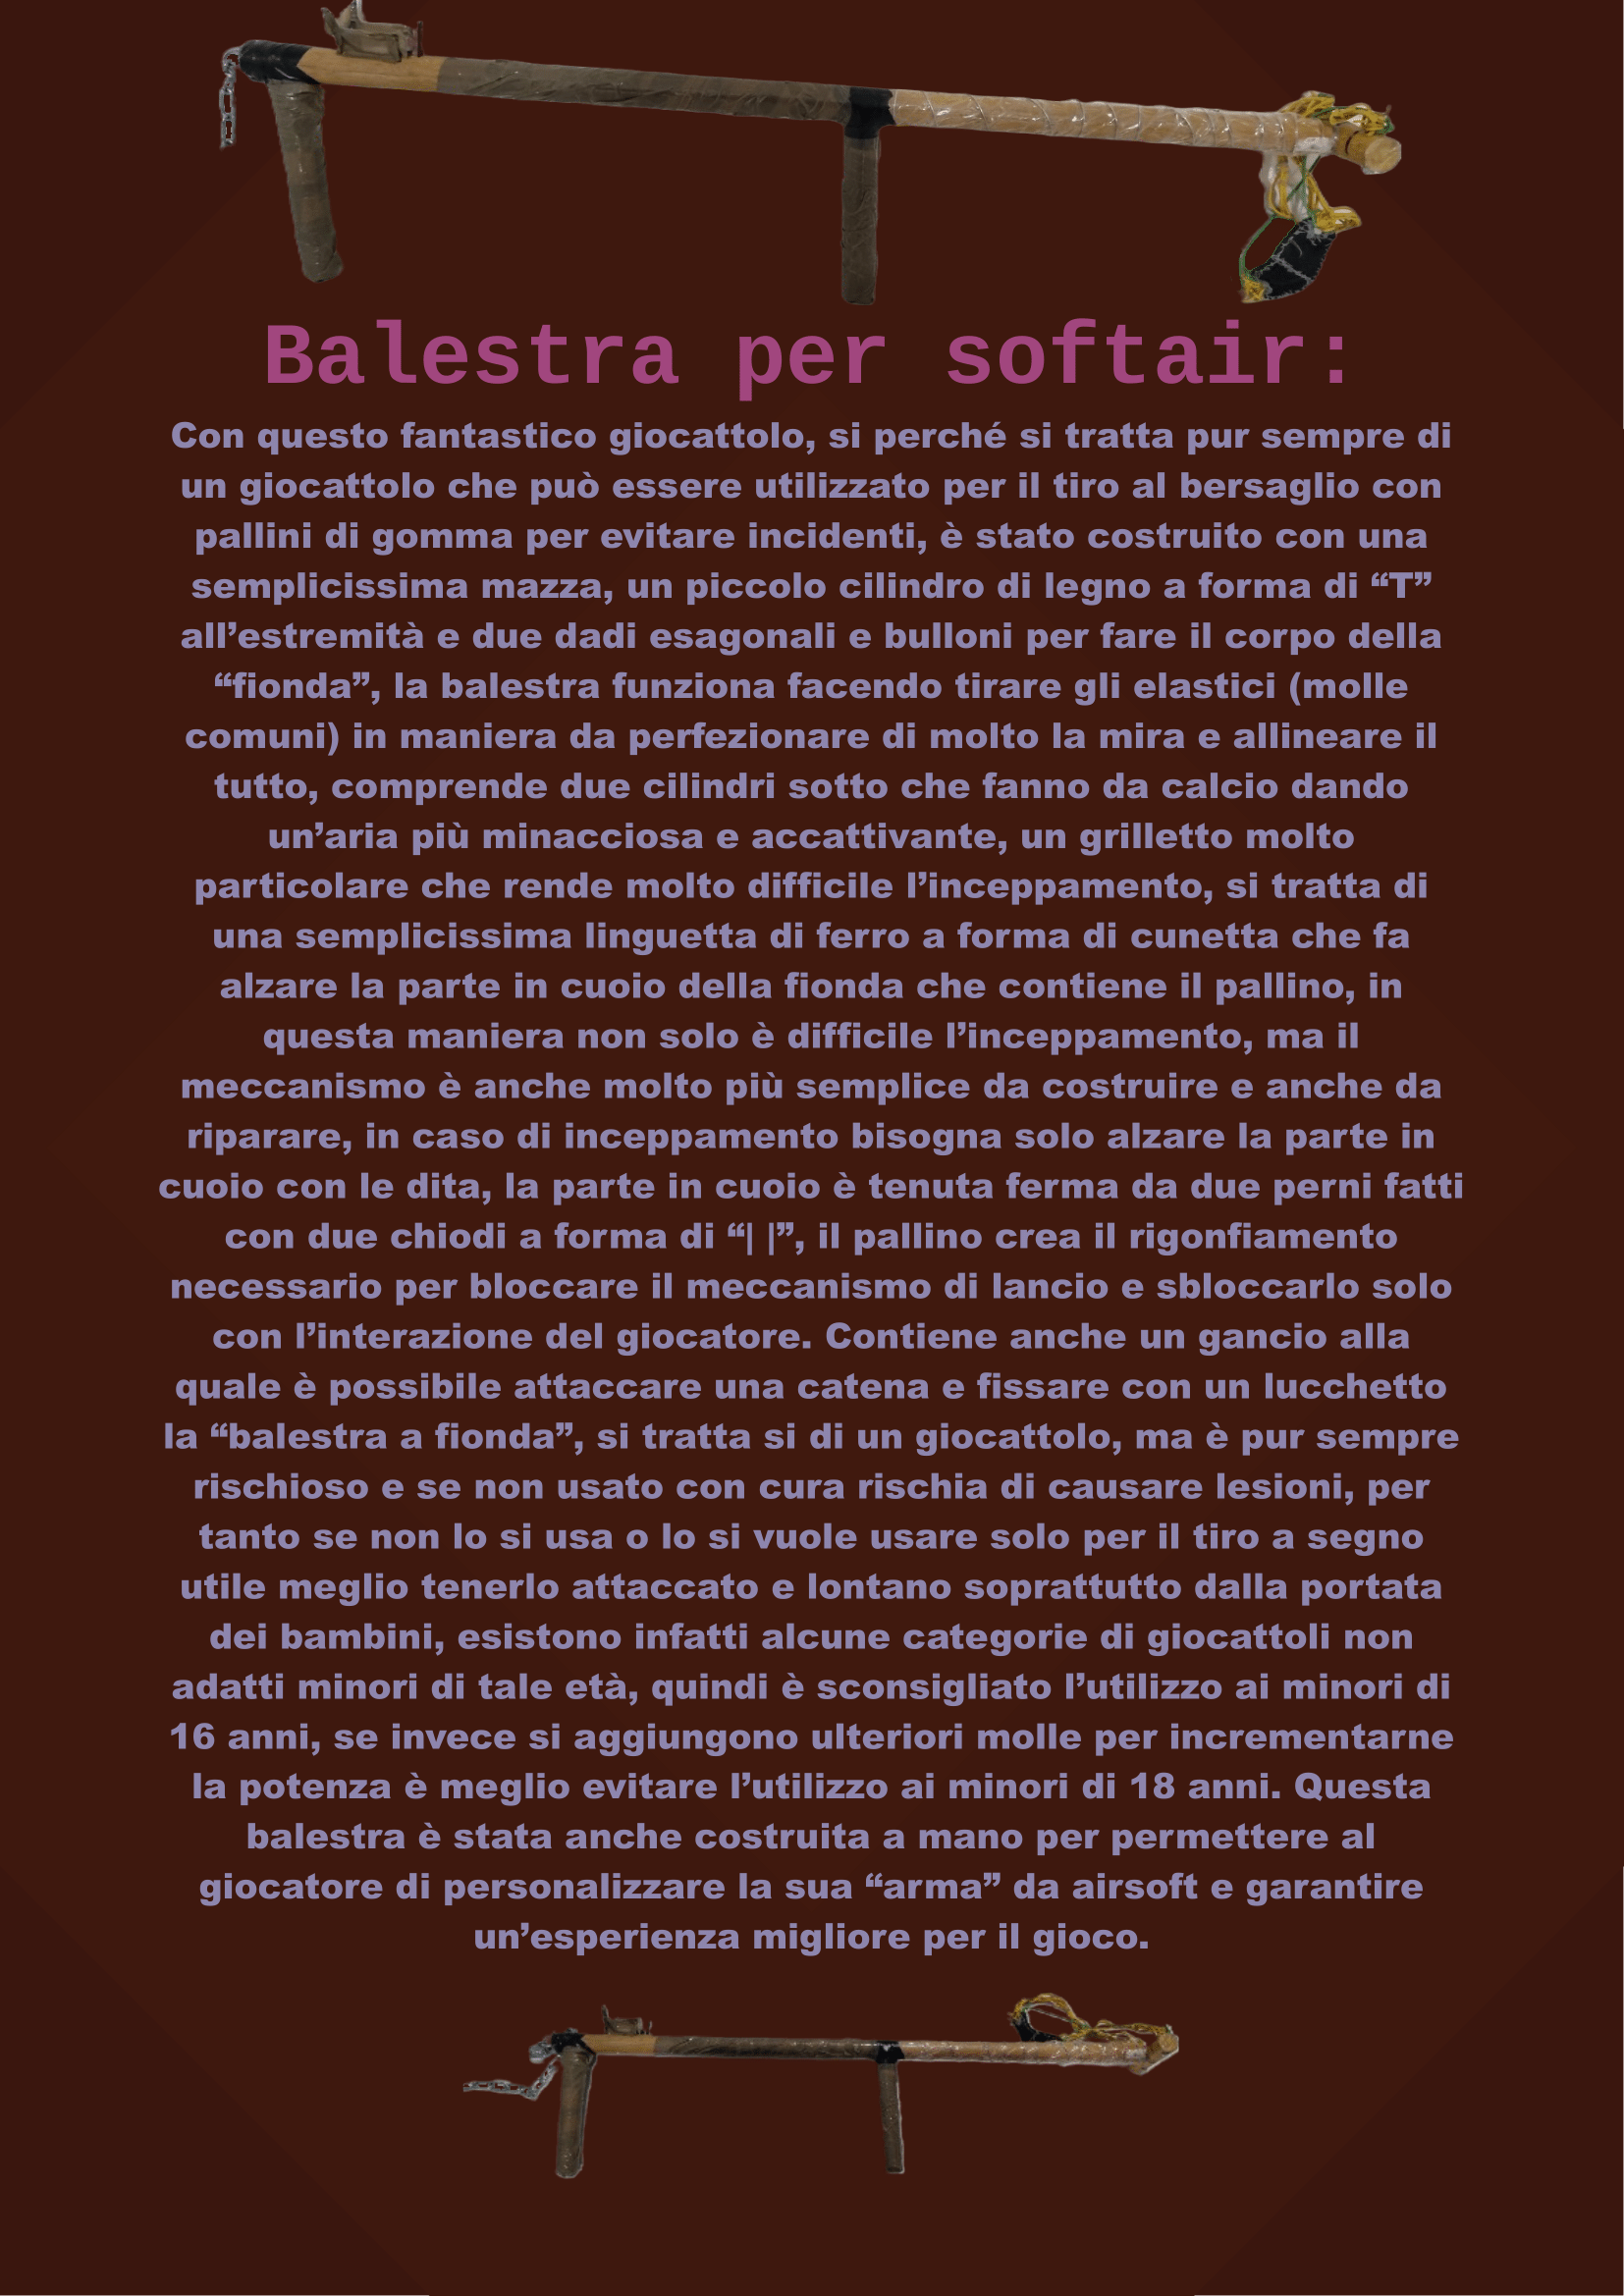 Balestra per softair:
Con questo fantastico giocattolo, si perché si tratta pur sempre di
un giocattolo che può essere utilizzato per il tiro al bersaglio con
pallini di gomma per evitare incidenti, è stato costruito con una
semplicissima mazza, un piccolo cilindro di legno a forma di “T”
all’estremità e due dadi esagonali e bulloni per fare il corpo della
“fionda”, la balestra funziona facendo tirare gli elastici (molle
comuni) in maniera da perfezionare di molto la mira e allineare il
tutto, comprende due cilindri sotto che fanno da calcio dando
un’aria più minacciosa e accattivante, un grilletto molto
particolare che rende molto difficile l’inceppamento, si tratta di
una semplicissima linguetta di ferro a forma di cunetta che fa
alzare la parte in cuoio della fionda che contiene il pallino, in
questa maniera non solo è difficile l’inceppamento, ma il
meccanismo è anche molto più semplice da costruire e anche da
riparare, in caso di inceppamento bisogna solo alzare la parte in
cuoio con le dita, la parte in cuoio è tenuta ferma da due perni fatti
con due chiodi a forma di “| |”, il pallino crea il rigonfiamento
necessario per bloccare il meccanismo di lancio e sbloccarlo solo
con l’interazione del giocatore. Contiene anche un gancio alla
quale è possibile attaccare una catena e fissare con un lucchetto
la “balestra a fionda”, si tratta si di un giocattolo, ma è pur sempre
rischioso e se non usato con cura rischia di causare lesioni, per
tanto se non lo si usa o lo si vuole usare solo per il tiro a segno
utile meglio tenerlo attaccato e lontano soprattutto dalla portata
dei bambini, esistono infatti alcune categorie di giocattoli non
adatti minori di tale età, quindi è sconsigliato l’utilizzo ai minori di
16 anni, se invece si aggiungono ulteriori molle per incrementarne
la potenza è meglio evitare l’utilizzo ai minori di 18 anni. Questa
balestra è stata anche costruita a mano per permettere al
giocatore di personalizzare la sua “arma” da airsoft e garantire
un’esperienza migliore per il gioco.